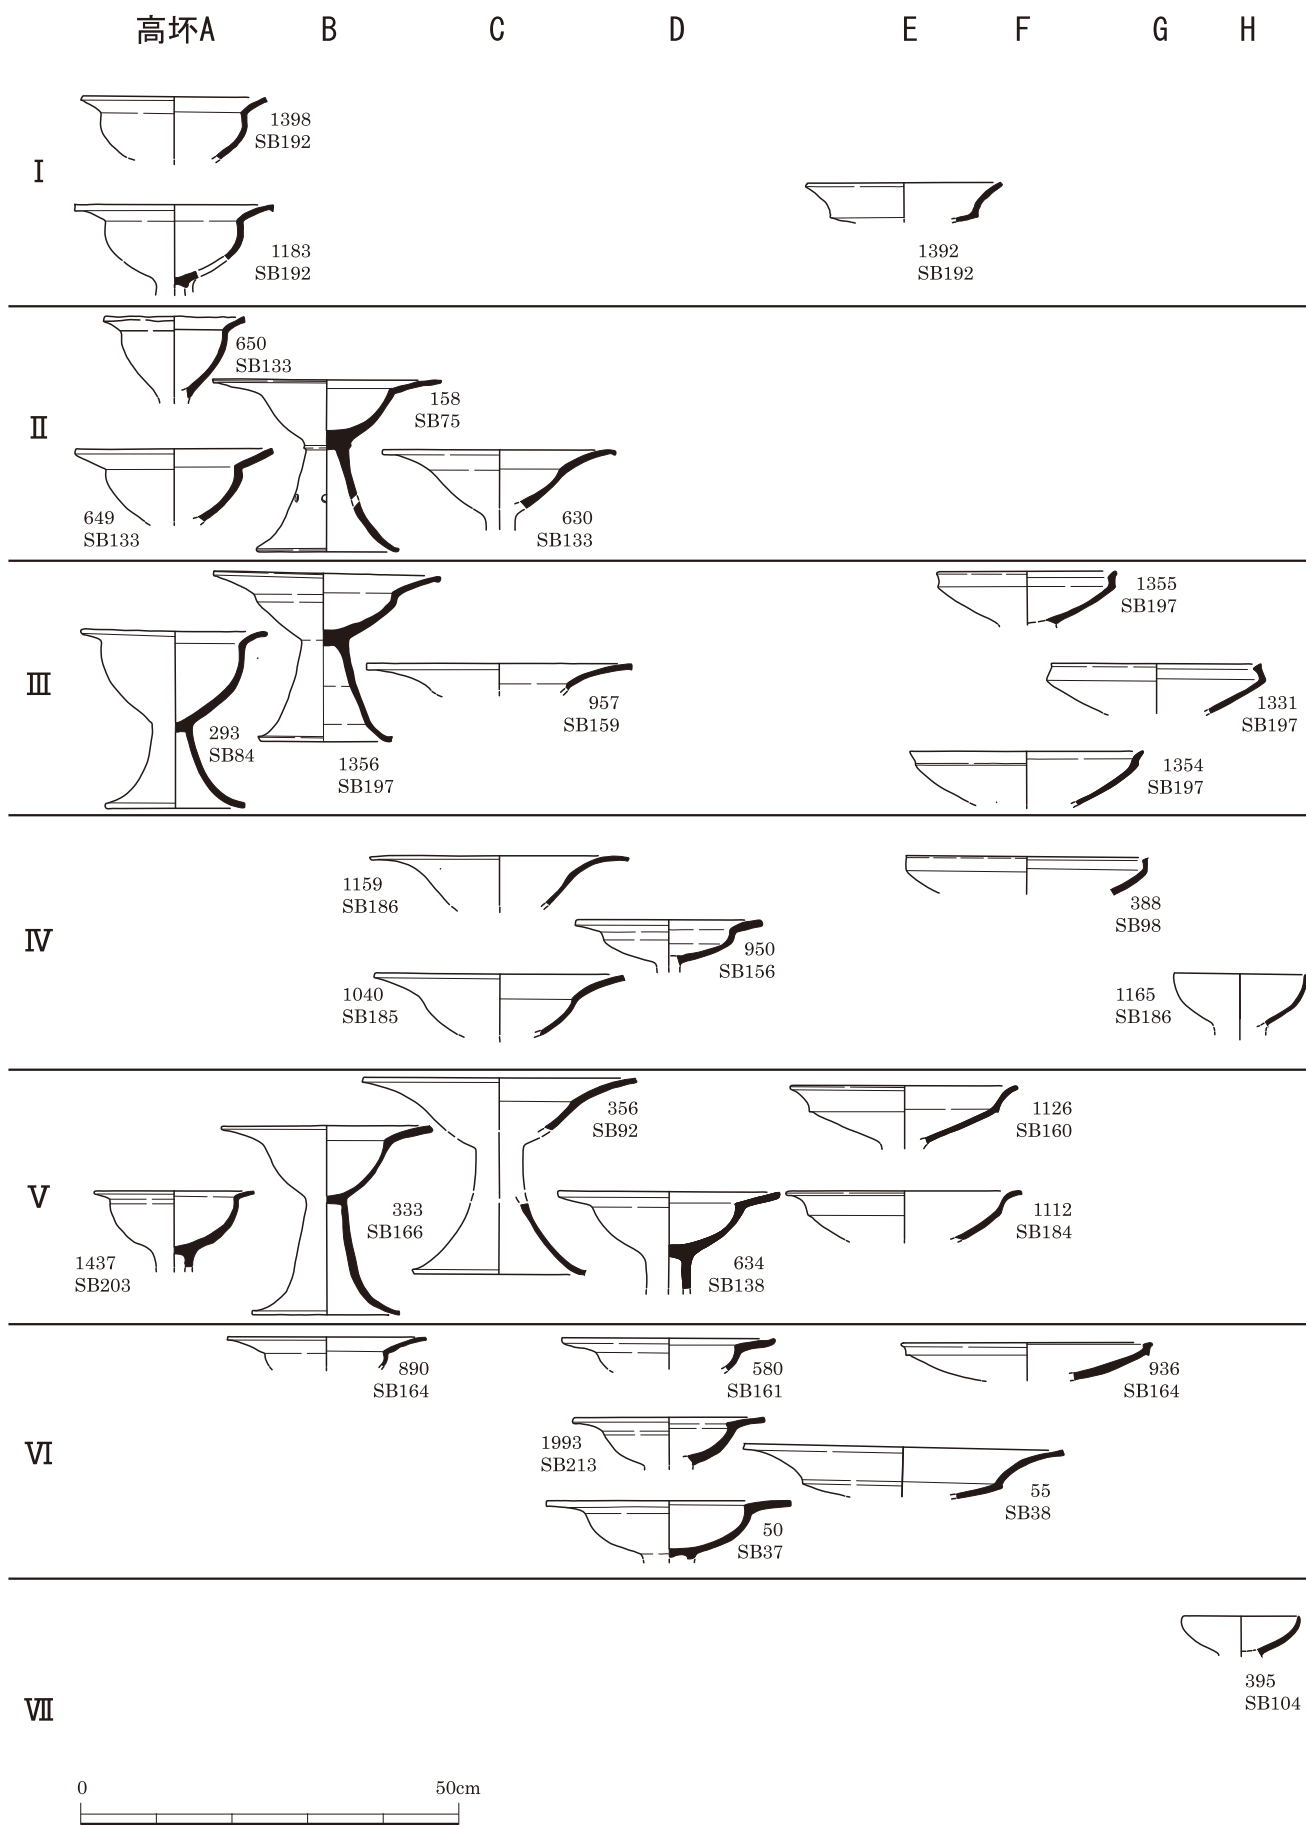 高坏A B C D E F G H
Ⅰ
1398
SB192
1183
SB192
1392
SB192
Ⅱ
650
SB133
158
SB75
649
SB133
630
SB133
Ⅲ
293
SB84
1356
SB197
957
SB159
1355
SB197
1331
SB197
1354
SB197
Ⅳ
1159
SB186
1040
SB185
950
SB156
388
SB98
1165
SB186
Ⅴ
1437
SB203
333
SB166
356
SB92
634
SB138
1126
SB160
1112
SB184
Ⅵ
890
SB164
580
SB161
1993
SB213
50
SB37
936
SB164
55
SB38
Ⅶ
395
SB104
0 50cm